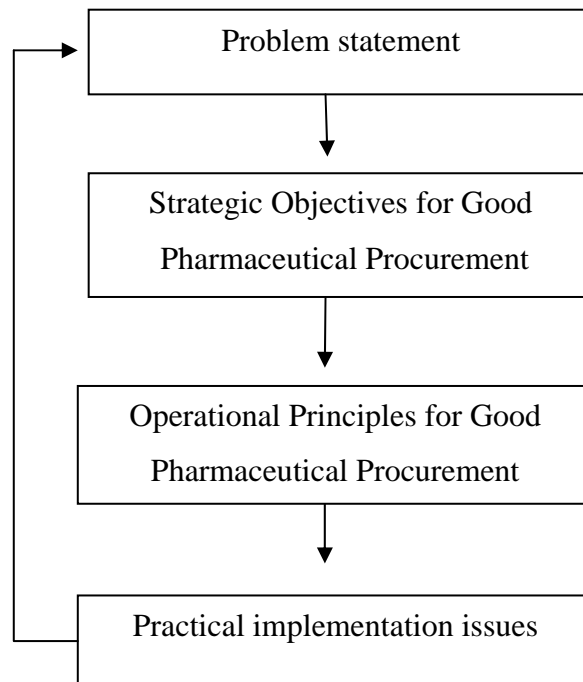 Problem statement
Strategic Objectives for Good
Pharmaceutical Procurement
Operational Principles for Good
Pharmaceutical Procurement
Practical implementation issues